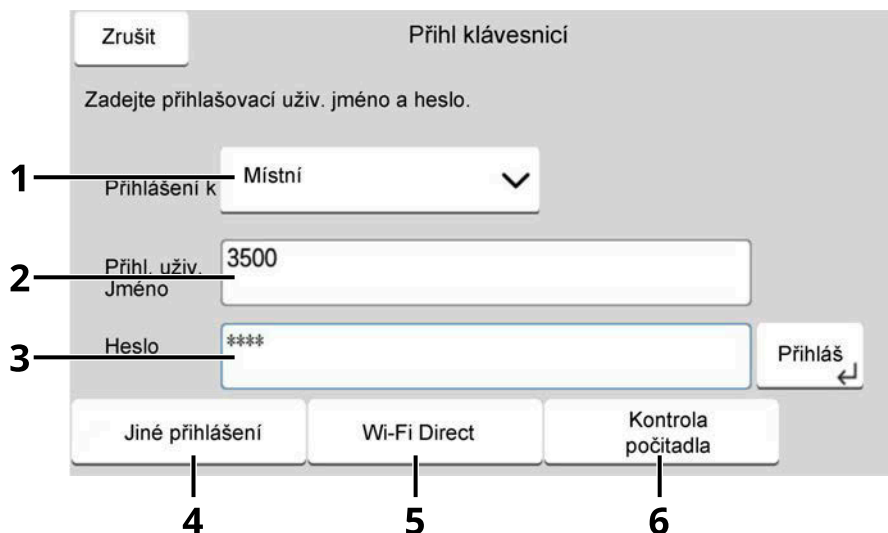 Zrušit
Přihl klávesnicí
Zadejte přihlašovací uživ. jméno a heslo.
1
Přihlášení k
Místní
2
Přihl. uživ.
Jméno
3500
3
Heslo
****
Přihláš
Jiné přihlášení
Wi-Fi Direct
Kontrola
počitadla
4
5
6